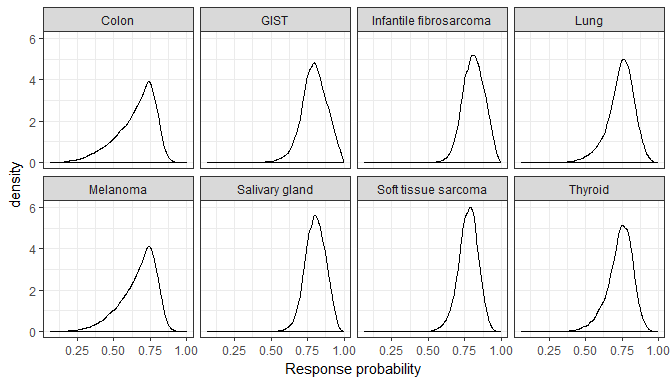 Colon GIST Infantile fibrosarcoma Lung
6
4
2
0
density
Melanoma Salivary gland Soft tissue sarcoma Thyroid
6
4
2
0
0.25 0.50 0.75 1.00 0.25 0.50 0.75 1.00 0.25 0.50 0.75 1.00 0.25 0.50 0.75 1.00
Response probability